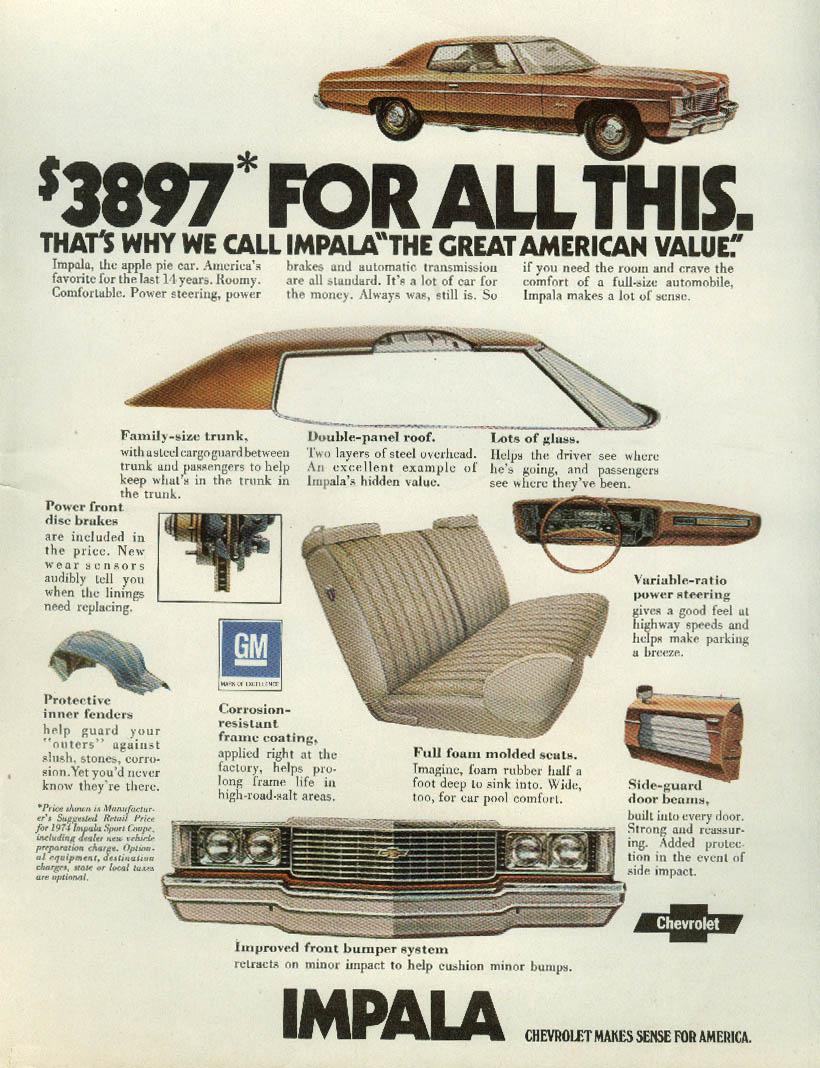 $3897* FOR ALL THIS.
THAT'S WHY WE CALL IMPALA "THE GREAT AMERICAN VALUE."
Impala, the apple pie car. America's
favorite for the last 14 years. Roomy.
Comfortable. Power steering, power
brakes and automatic transmission
are all standard. It's a lot of car for
the money. Always was, still is. So
if you need the room and crave the
comfort of a full-size automobile,
Impala makes a lot of sense.
Family-size trunk,
with a steel cargo guard between
trunk and passengers to help
keep what's in the trunk in
the trunk.
Double-panel roof.
Two layers of steel overhead.
An excellent example of
Impala's hidden value.
Lots of glass.
Helps the driver see where
he's going, and passengers
see where they've been.
Power front
disc brakes
are included in
the price. New
wear sensors
audibly tell you
when the linings
need replacing.
Variable-ratio
power steering
gives a good feel at
highway speeds and
helps make parking
a breeze.
GM
MARK OF EXCELLENCE
Protective
inner fenders
help guard your
"outers" against
slush, stones, corro-
sion. Yet you'd never
know they're there.
Corrosion-
resistant
frame coating,
applied right at the
factory, helps pro-
long frame life in
high-road-salt areas.
Full foam molded seats.
Imagine, foam rubber half a
foot deep to sink into. Wide,
too, for car pool comfort.
Side-guard
door beams,
built into every door.
Strong and reassur-
ing. Added protec-
tion in the event of
side impact.
*Price shown is Manufactur-
er's Suggested Retail Price
for 1974 Impala Sport Coupe,
including dealer new vehicle
preparation charge. Option-
al equipment, destination
charges, state or local taxes
are optional.
Chevrolet
Improved front bumper system
retracts on minor impact to help cushion minor bumps.
IMPALA
CHEVROLET MAKES SENSE FOR AMERICA.